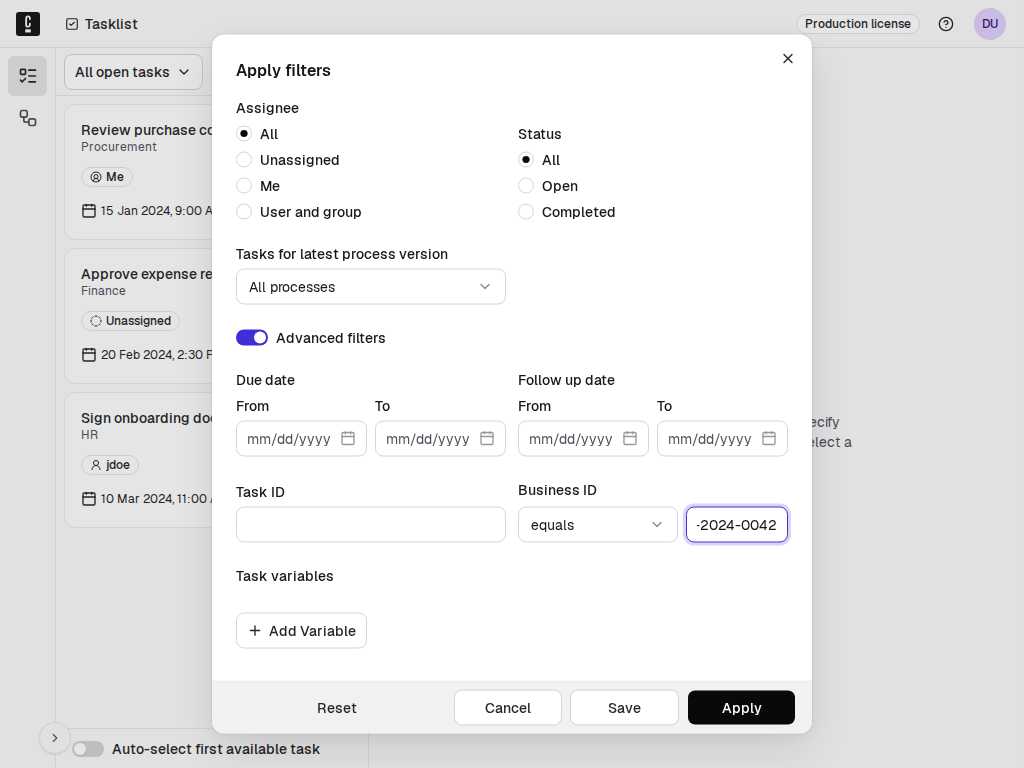 Tasklist
Production license
DU
All open tasks
Review purchase co
Procurement
Me
15 Jan 2024, 9:00 A
Approve expense re
Finance
Unassigned
20 Feb 2024, 2:30 P
Sign onboarding do
HR
jdoe
10 Mar 2024, 11:00
Auto-select first available task
ecify
elect a
Apply filters
Assignee
All
Unassigned
Me
User and group
Status
All
Open
Completed
Tasks for latest process version
All processes
Advanced filters
Due date
From
To
mm/dd/yyyy
mm/dd/yyyy
Follow up date
From
To
mm/dd/yyyy
mm/dd/yyyy
Task ID
Business ID
equals
-2024-0042
Task variables
Add Variable
Reset
Cancel
Save
Apply